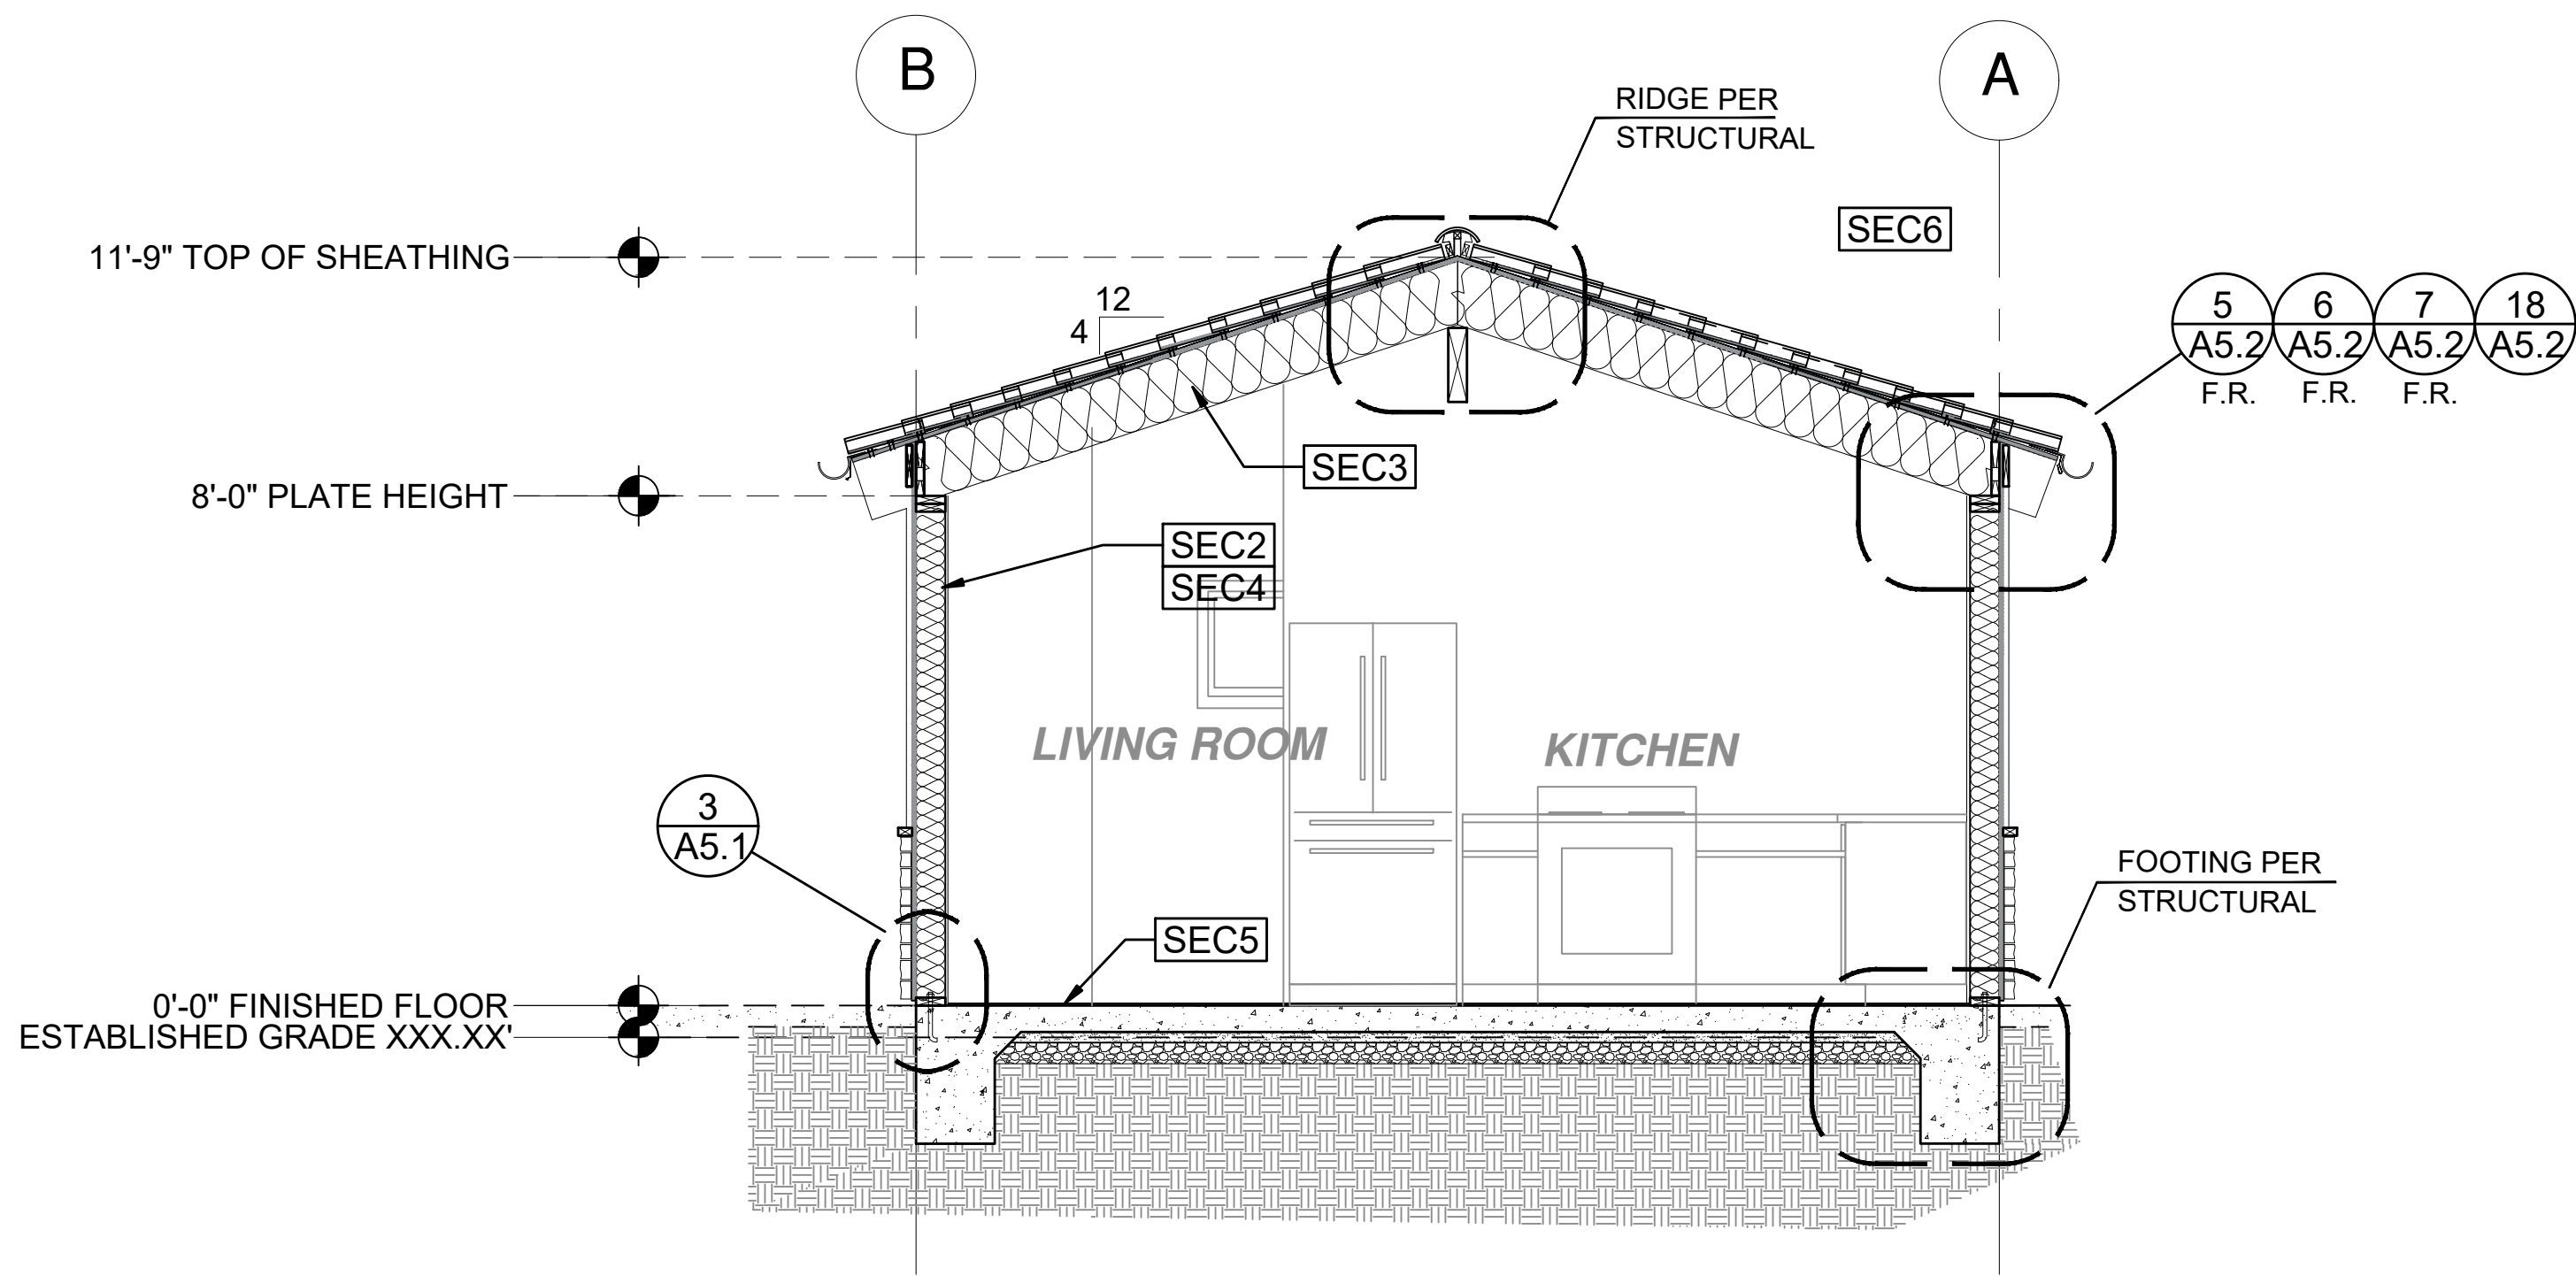 B
A
RIDGE PER
STRUCTURAL
SEC6
11'-9" TOP OF SHEATHING
12
4
5
A5.2
F.R.
6
A5.2
F.R.
7
A5.2
F.R.
18
A5.2
SEC3
8'-0" PLATE HEIGHT
SEC2
SEC4
LIVING ROOM
KITCHEN
3
A5.1
FOOTING PER
STRUCTURAL
SEC5
0'-0" FINISHED FLOOR
ESTABLISHED GRADE XXX.XX'